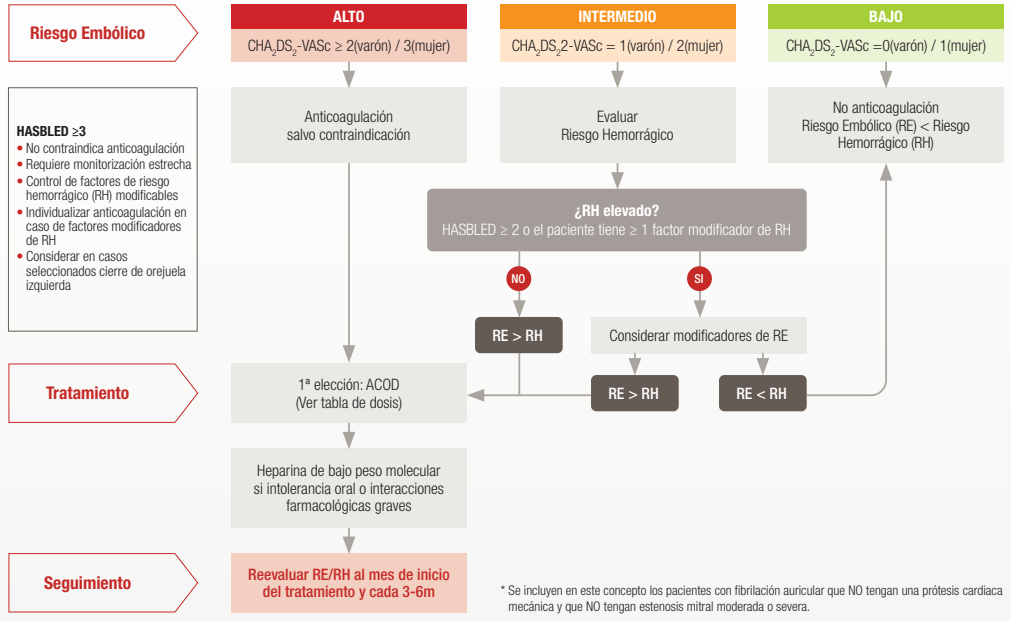 Riesgo Embólico
ALTO
CHA2DS2-VASc ≥ 2(varón) / 3(mujer)
INTERMEDIO
CHA2DS22-VASc = 1(varón) / 2(mujer)
BAJO
CHA2DS2-VASc =0(varón) / 1(mujer)
HASBLED ≥3
• No contraindica anticoagulación
• Requiere monitorización estrecha
• Control de factores de riesgo
hemorrágico (RH) modificables
• Individualizar anticoagulación en
caso de factores modificadores
de RH
• Considerar en casos
seleccionados cierre de orejuela
izquierda
Anticoagulación
salvo contraindicación
Evaluar
Riesgo Hemorrágico
No anticoagulación
Riesgo Embólico (RE) < Riesgo
Hemorrágico (RH)
¿RH elevado?
HASBLED ≥ 2 o el paciente tiene ≥ 1 factor modificador de RH
NO
SI
RE > RH
Considerar modificadores de RE
RE > RH
RE < RH
Tratamiento
1ª elección: ACOD
(Ver tabla de dosis)
Heparina de bajo peso molecular
si intolerancia oral o interacciones
farmacológicas graves
Seguimiento
Reevaluar RE/RH al mes de inicio
del tratamiento y cada 3-6m
* Se incluyen en este concepto los pacientes con fibrilación auricular que NO tengan una prótesis cardiaca
mecánica y que NO tengan estenosis mitral moderada o severa.